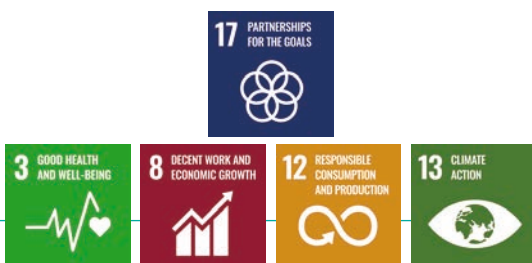 17 PARTNERSHIPS
FOR THE GOALS
3 GOOD HEALTH
AND WELL-BEING
8 DECENT WORK AND
ECONOMIC GROWTH
12 RESPONSIBLE
CONSUMPTION
AND PRODUCTION
13 CLIMATE
ACTION